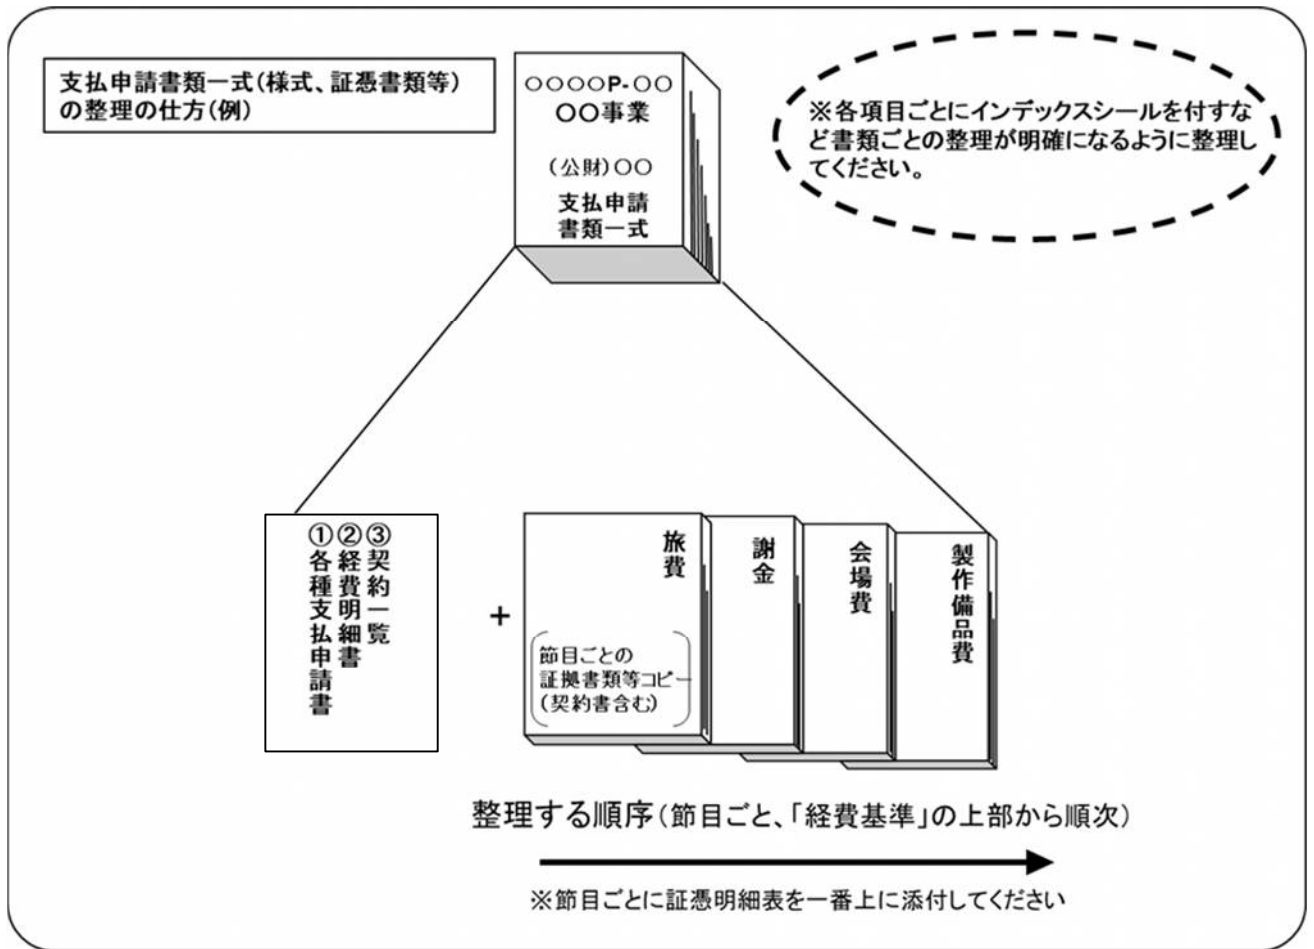 支払申請書類一式(様式、証憑書類等)
の整理の仕方(例)
○○○○P-○○
○○事業
(公財)○○
支払申請
書類一式
※各項目ごとにインデックスシールを付すな
ど書類ごとの整理が明確になるように整理し
てください。
①各種支払申請書
②経費明細書
③契約一覧
+
旅費
節目ごとの
証拠書類等コピー
(契約書含む)
謝金
会場費
製作備品費
整理する順序(節目ごと、「経費基準」の上部から順次)
※節目ごとに証憑明細表を一番上に添付してください